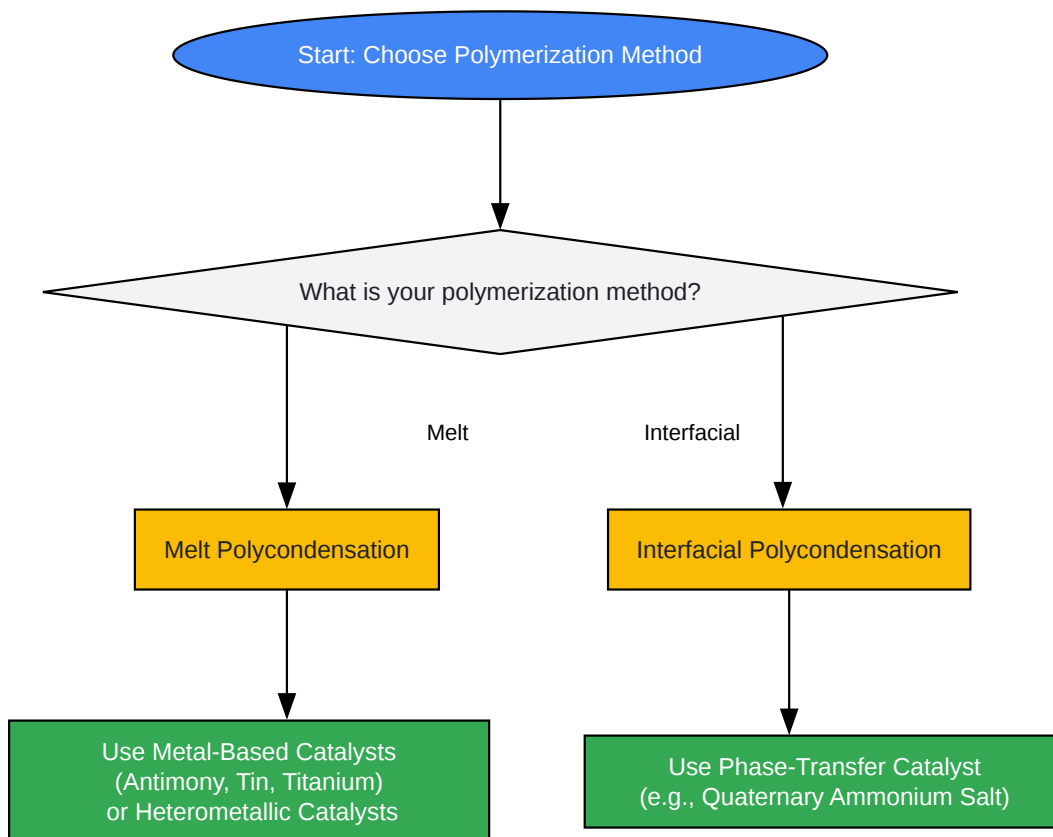 Start: Choose Polymerization Method
What is your polymerization method?
Melt
Interfacial
Melt Polycondensation
Interfacial Polycondensation
Use Metal-Based Catalysts
(Antimony, Tin, Titanium)
or Heterometallic Catalysts
Use Phase-Transfer Catalyst
(e.g., Quaternary Ammonium Salt)